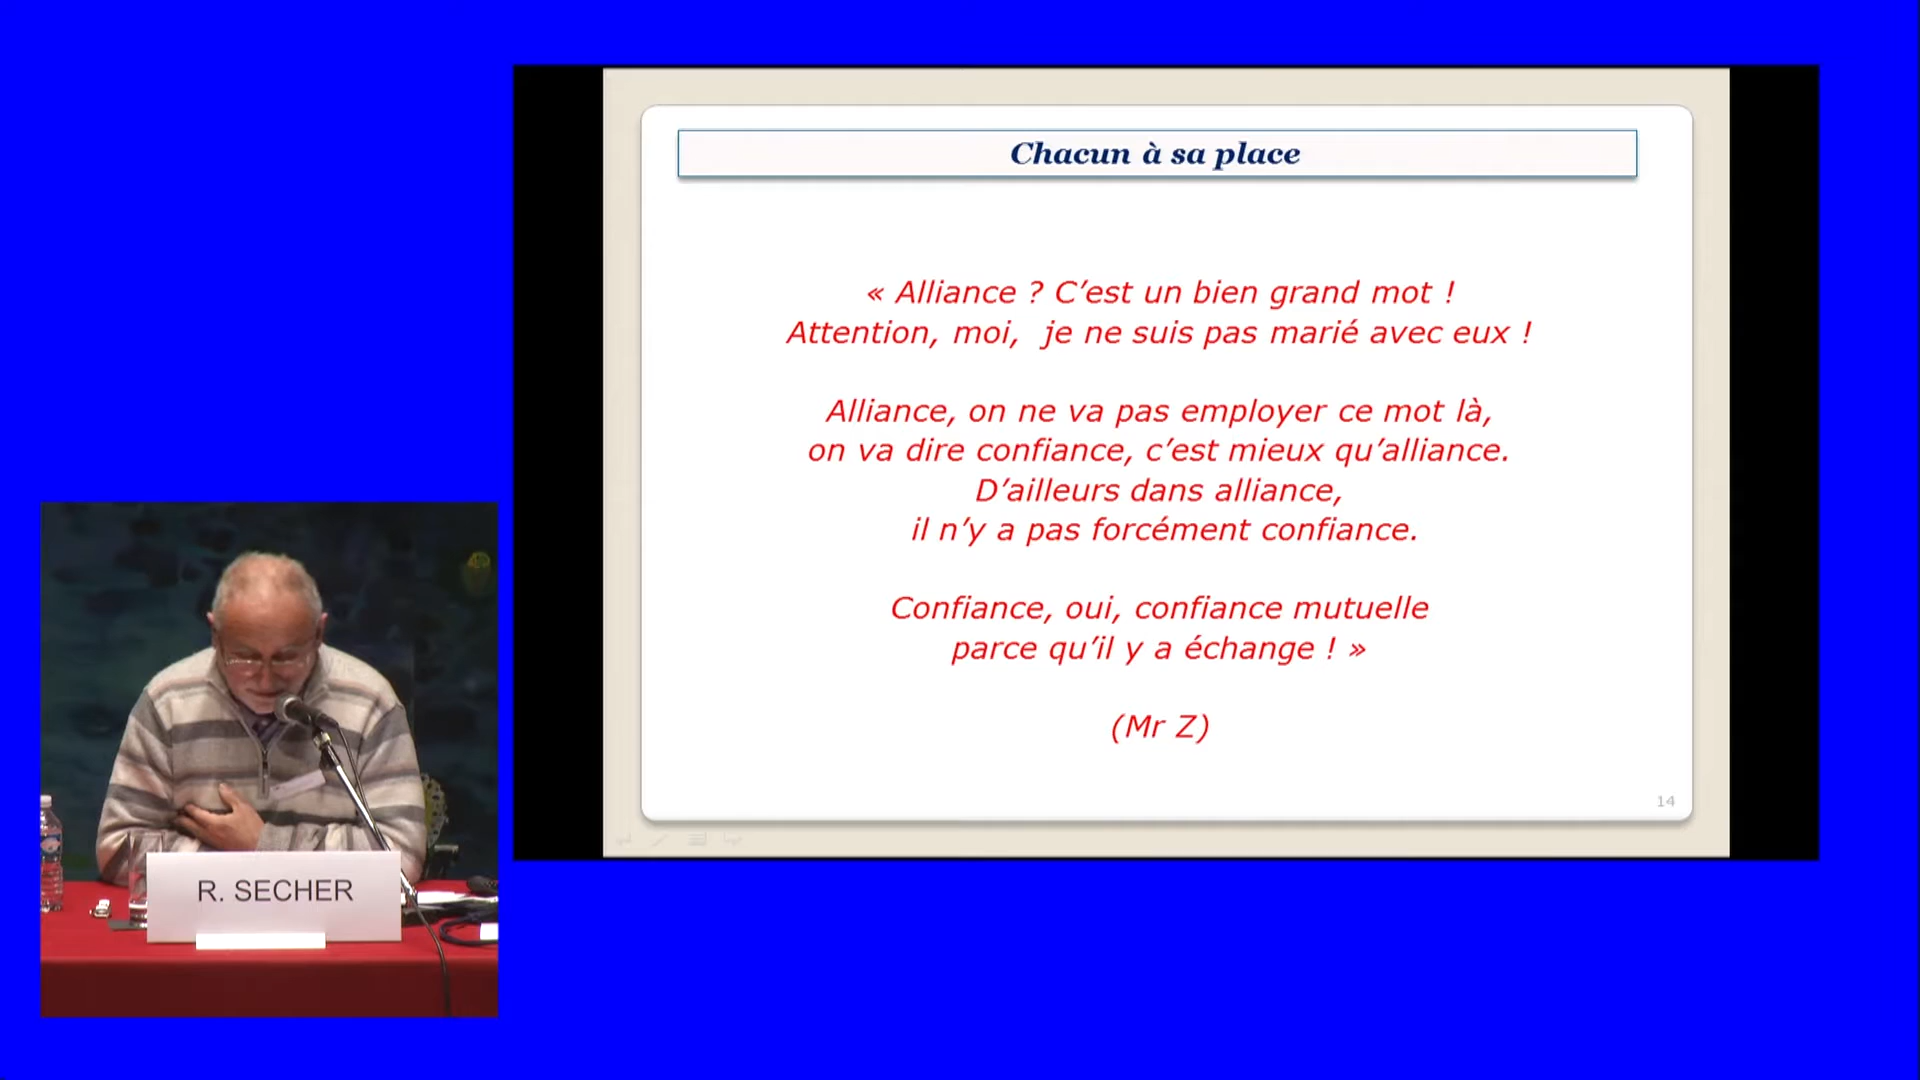 Chacun à sa place
« Alliance ? C’est un bien grand mot !
Attention, moi,  je ne suis pas marié avec eux !
Alliance, on ne va pas employer ce mot là,
on va dire confiance, c’est mieux qu’alliance.
D’ailleurs dans alliance,
il n’y a pas forcément confiance.
Confiance, oui, confiance mutuelle
parce qu’il y a échange ! »
(Mr Z)
14
R. SECHER